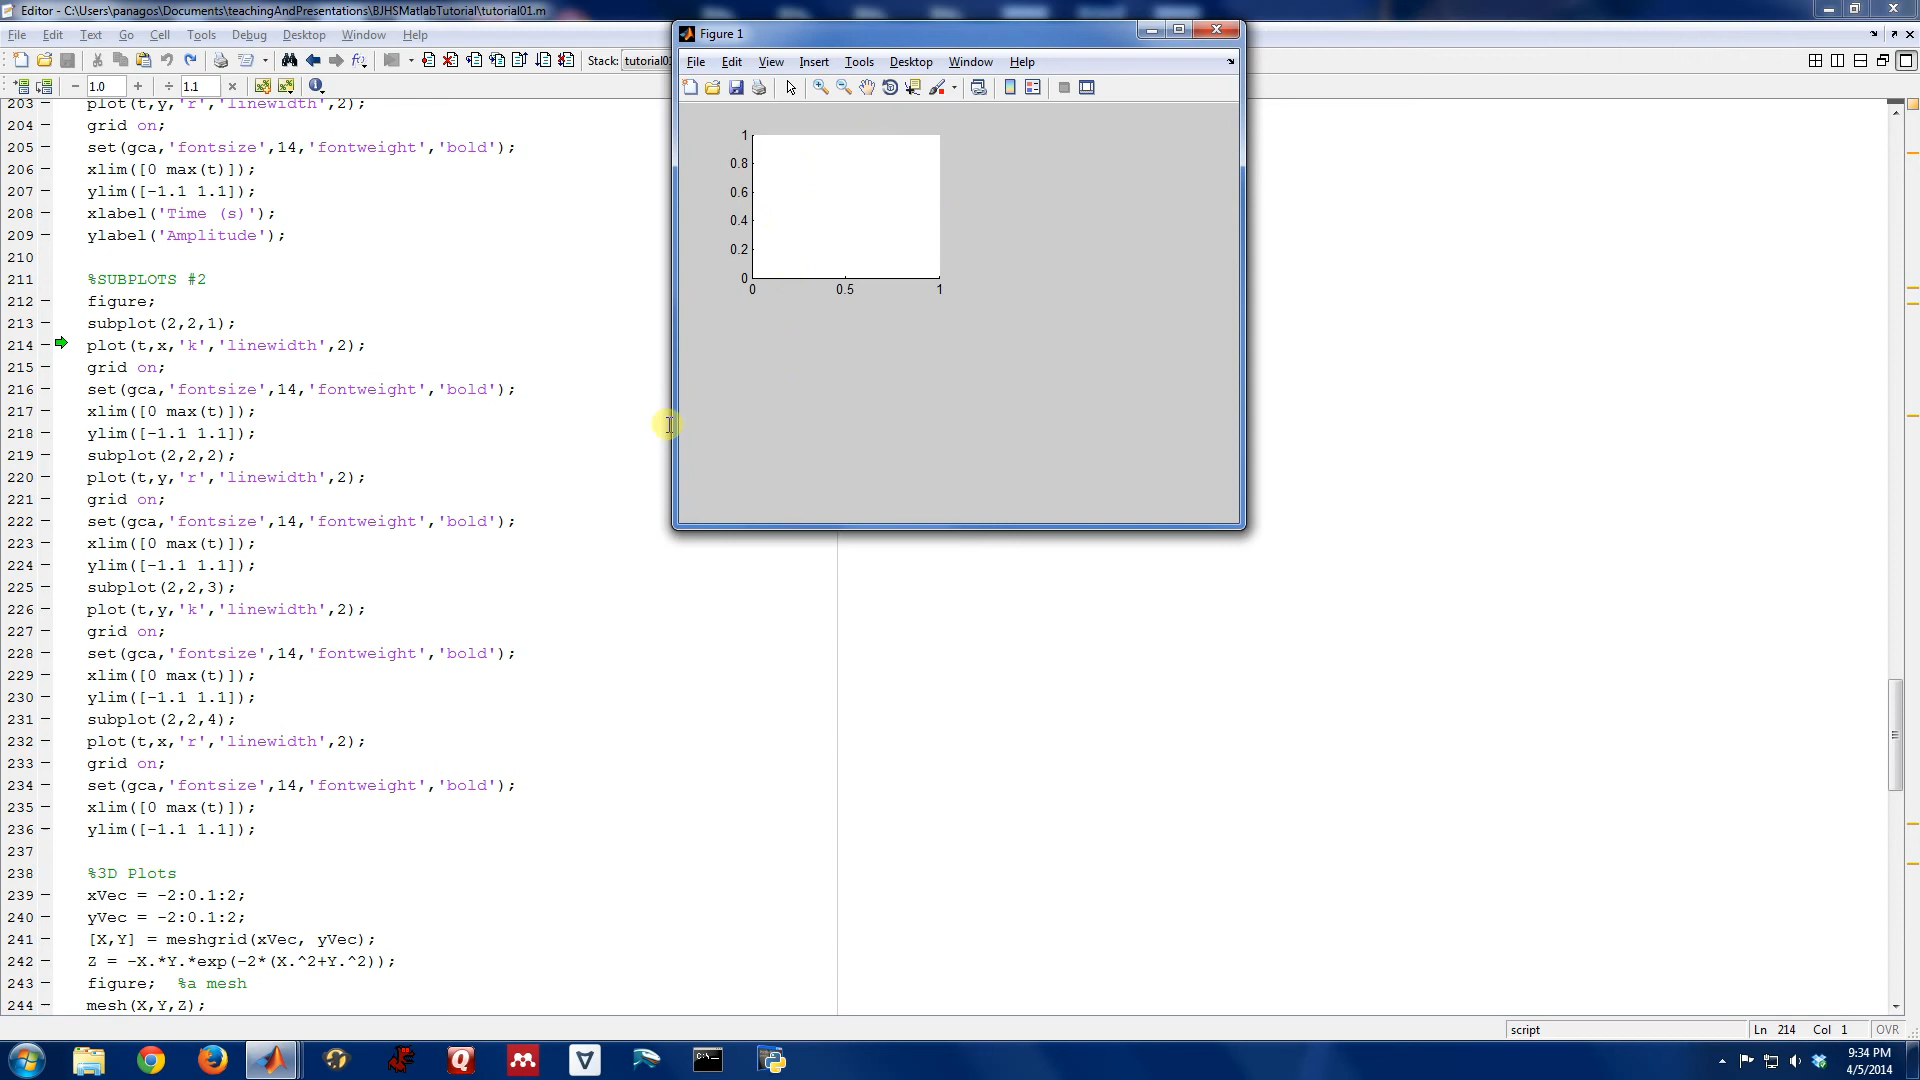 Editor - C:\Users\panagos\Documents\teachingAndPresentations\BJHSMatlabTutorial\tutorial01.m
File Edit Text Go Cell Tools Debug Desktop Window Help
Stack: tutorial0
1.0 1.1
203 plot(t,y,'r','linewidth',2);
204 grid on;
205 set(gca,'fontsize',14,'fontweight','bold');
206 xlim([0 max(t)]);
207 ylim([-1.1 1.1]);
208 xlabel('Time (s)');
209 ylabel('Amplitude');
210
211 %SUBPLOTS #2
212 figure;
213 subplot(2,2,1);
214 plot(t,x,'k','linewidth',2);
215 grid on;
216 set(gca,'fontsize',14,'fontweight','bold');
217 xlim([0 max(t)]);
218 ylim([-1.1 1.1]);
219 subplot(2,2,2);
220 plot(t,y,'r','linewidth',2);
221 grid on;
222 set(gca,'fontsize',14,'fontweight','bold');
223 xlim([0 max(t)]);
224 ylim([-1.1 1.1]);
225 subplot(2,2,3);
226 plot(t,y,'k','linewidth',2);
227 grid on;
228 set(gca,'fontsize',14,'fontweight','bold');
229 xlim([0 max(t)]);
230 ylim([-1.1 1.1]);
231 subplot(2,2,4);
232 plot(t,x,'r','linewidth',2);
233 grid on;
234 set(gca,'fontsize',14,'fontweight','bold');
235 xlim([0 max(t)]);
236 ylim([-1.1 1.1]);
237
238 %3D Plots
239 xVec = -2:0.1:2;
240 yVec = -2:0.1:2;
241 [X,Y] = meshgrid(xVec, yVec);
242 Z = -X.*Y.*exp(-2*(X.^2+Y.^2));
243 figure; %a mesh
244 mesh(X,Y,Z);
Figure 1
File Edit View Insert Tools Desktop Window Help
1
0.8
0.6
0.4
0.2
0
0 0.5 1
script Ln 214 Col 1 OVR
9:34 PM
4/5/2014